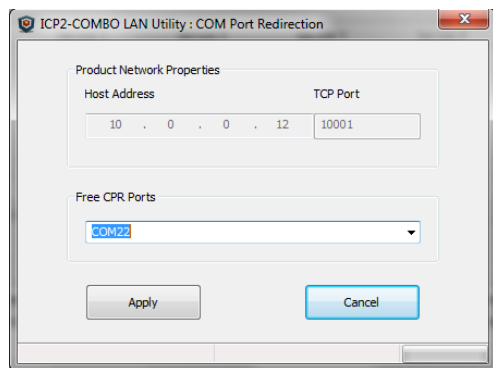 ICP2-COMBO LAN Utility : COM Port Redirection
Product Network Properties
Host Address TCP Port
10 . 0 . 0 . 12 10001
Free CPR Ports
COM22
Apply Cancel